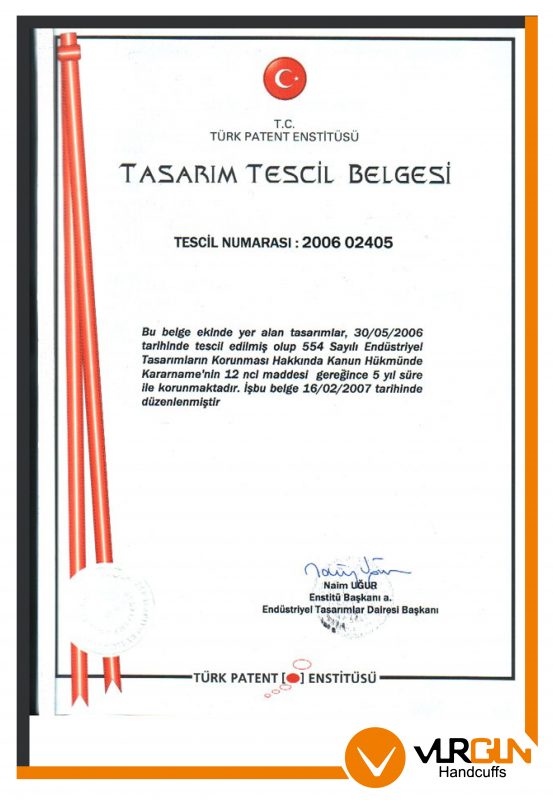 T.C.
TÜRK PATENT ENSTİTÜSÜ
TASARIM TESCİL BELGESİ
TESCİL NUMARASI : 2006 02405
Bu belge ekinde yer alan tasarımlar, 30/05/2006
tarihinde tescil edilmiş olup 554 Sayılı Endüstriyel
Tasarımların Korunması Hakkında Kanun Hükmünde
Kararname'nin 12 nci maddesi gereğince 5 yıl süre
ile korunmaktadır. İşbu belge 16/02/2007 tarihinde
düzenlenmiştir
Naim UĞUR
Enstitü Başkanı a.
Endüstriyel Tasarımlar Dairesi Başkanı
TÜRK PATENT [ ] ENSTİTÜSÜ
VURGUN
Handcuffs